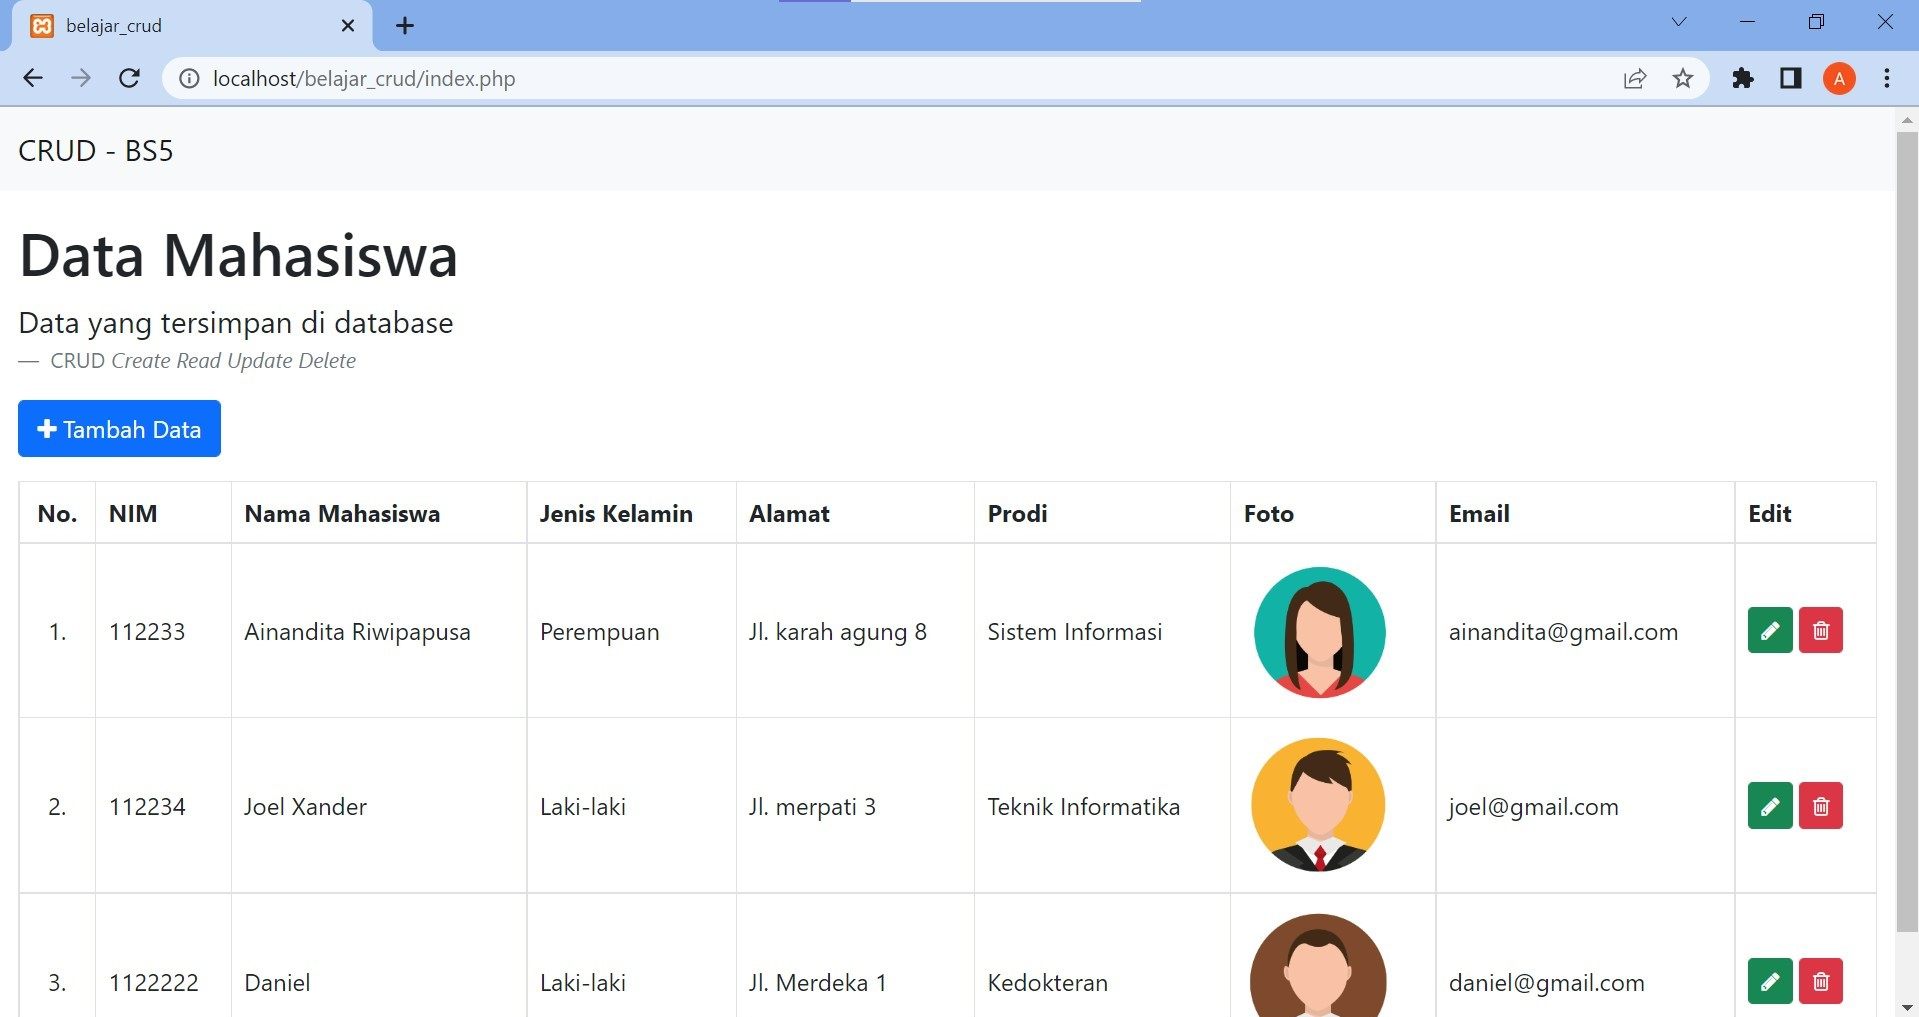 belajar_crud
localhost/belajar_crud/index.php
A
CRUD - BS5
Data Mahasiswa
Data yang tersimpan di database
— CRUD Create Read Update Delete
Tambah Data
No. NIM Nama Mahasiswa Jenis Kelamin Alamat Prodi Foto Email Edit
1. 112233 Ainandita Riwipapusa Perempuan Jl. karah agung 8 Sistem Informasi ainandita@gmail.com
2. 112234 Joel Xander Laki-laki Jl. merpati 3 Teknik Informatika joel@gmail.com
3. 1122222 Daniel Laki-laki Jl. Merdeka 1 Kedokteran daniel@gmail.com